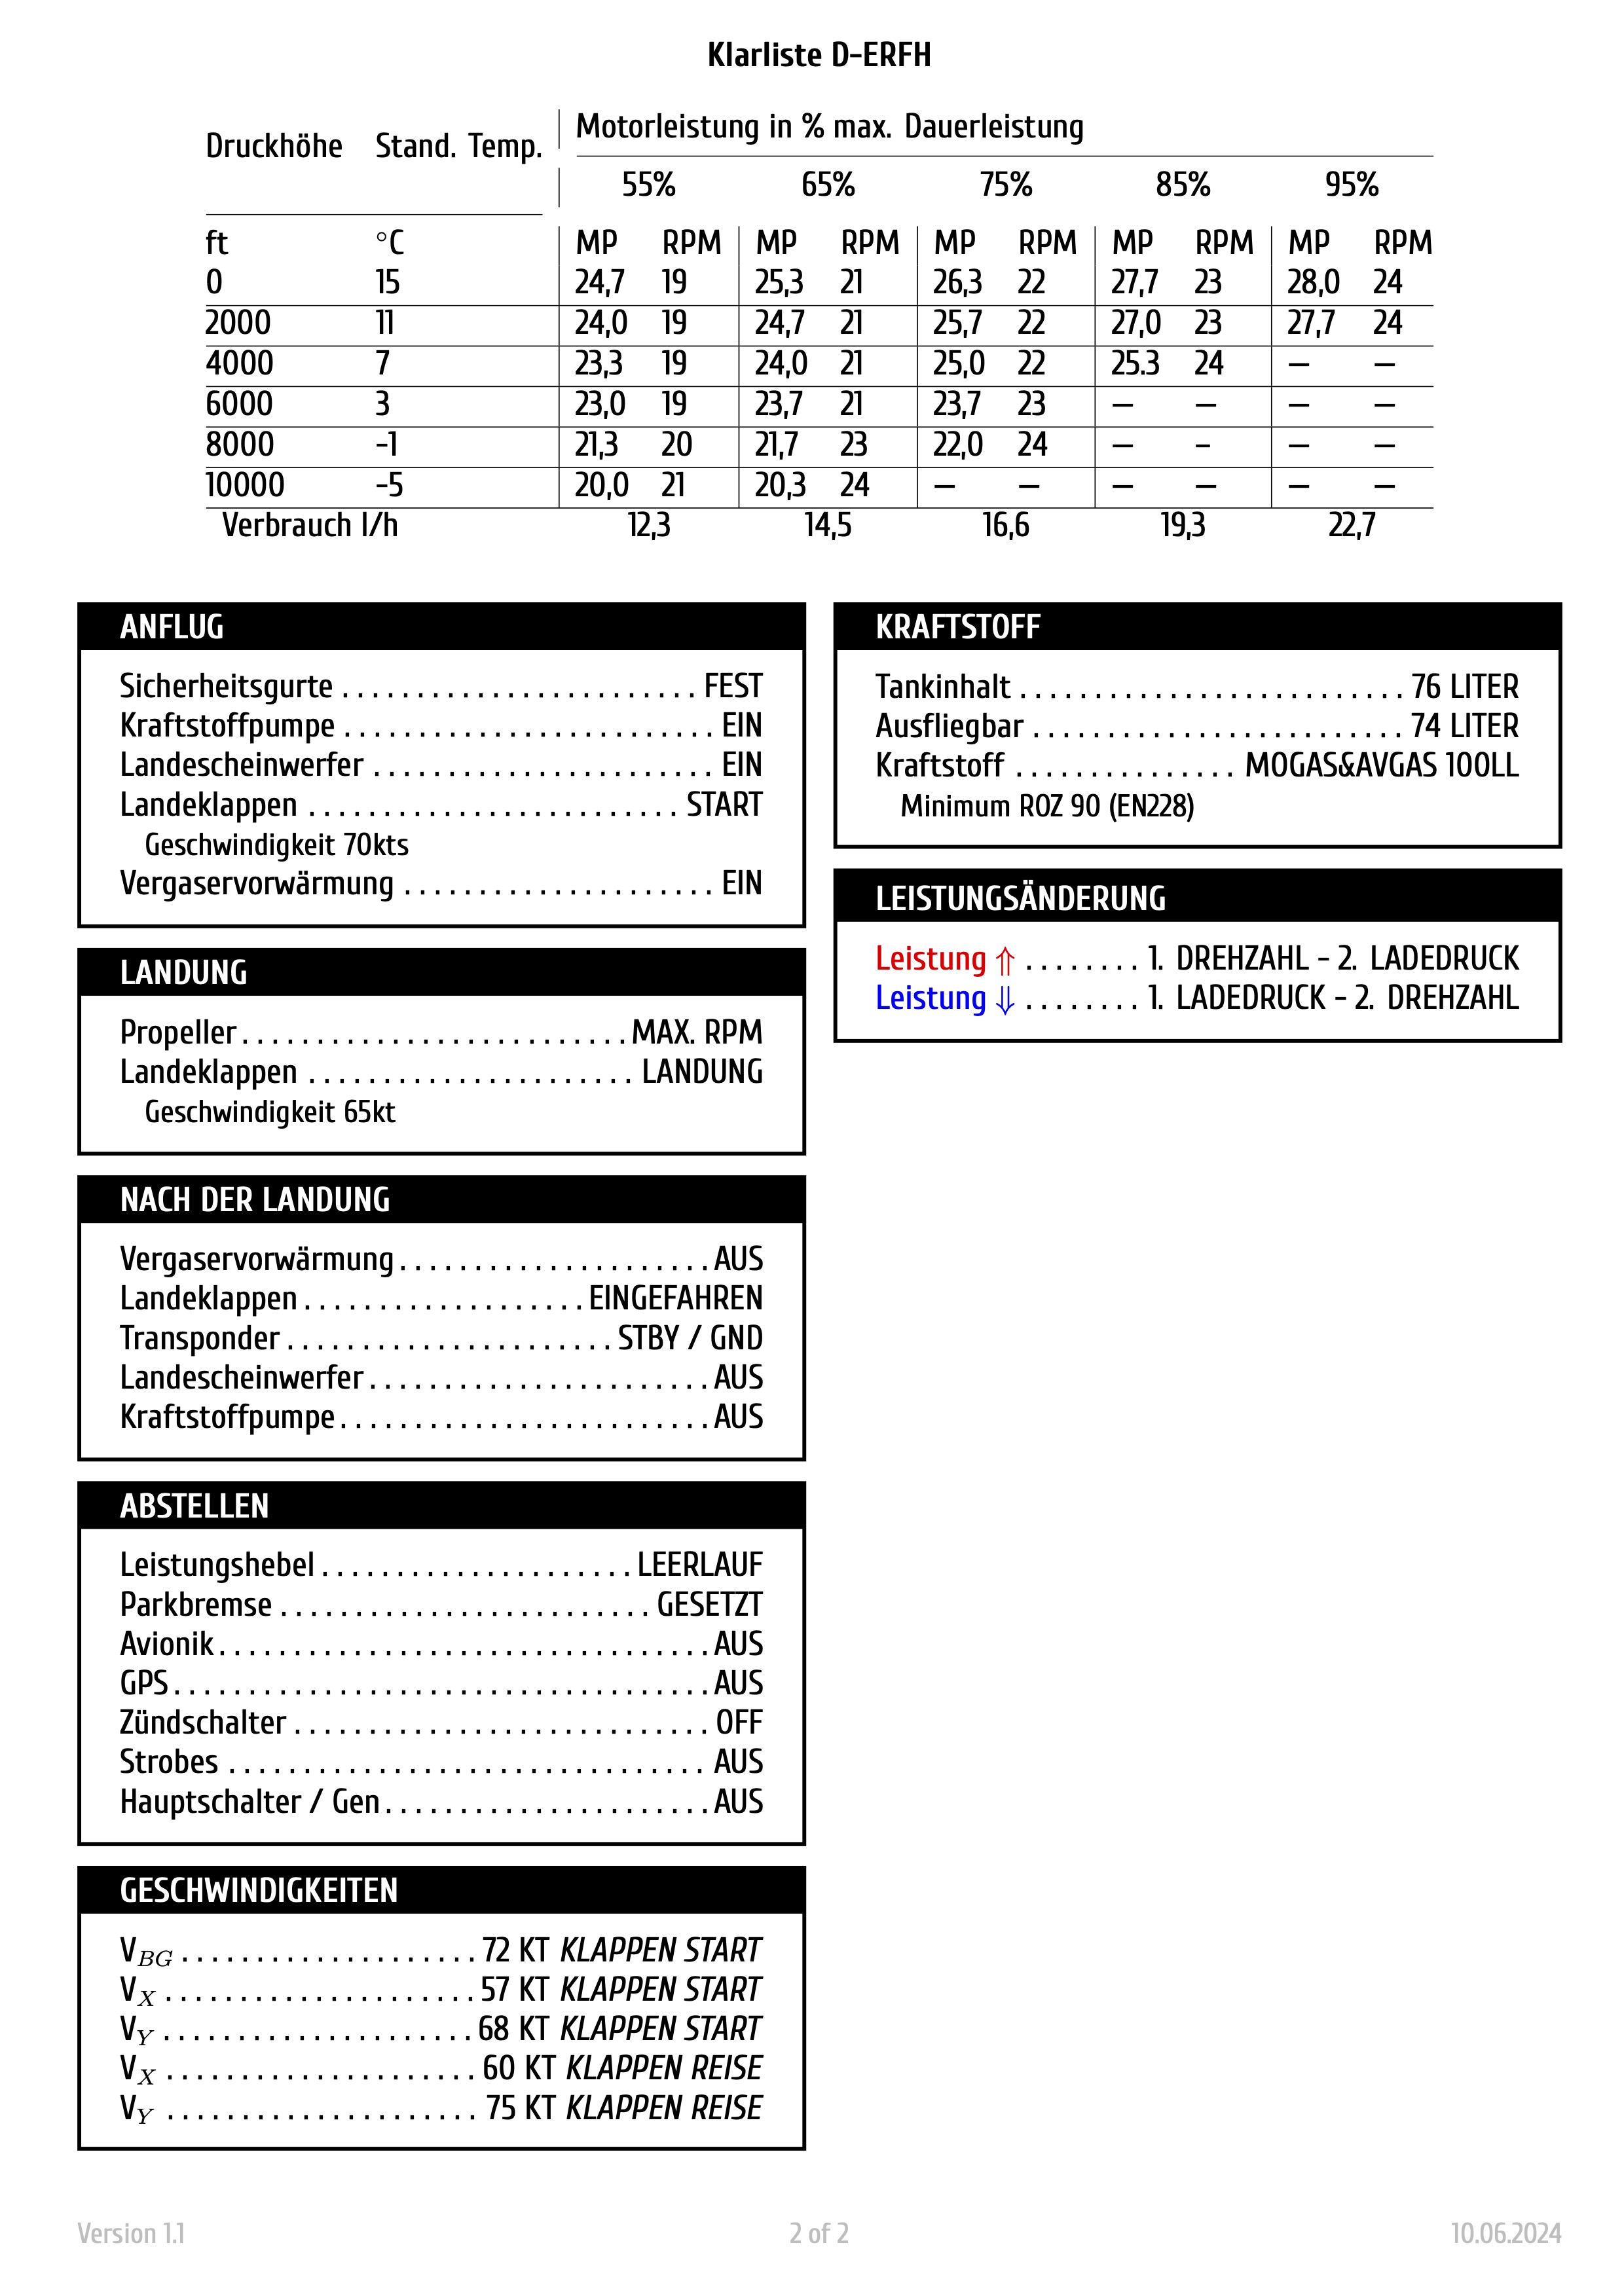 Klarliste D-ERFH
Druckhöhe Stand. Temp. Motorleistung in % max. Dauerleistung
55% 65% 75% 85% 95%
ft °C MP RPM MP RPM MP RPM MP RPM MP RPM
0 15 24,7 19 25,3 21 26,3 22 27,7 23 28,0 24
2000 11 24,0 19 24,7 21 25,7 22 27,0 23 27,7 24
4000 7 23,3 19 24,0 21 25,0 22 25.3 24 — —
6000 3 23,0 19 23,7 21 23,7 23 — — — —
8000 -1 21,3 20 21,7 23 22,0 24 — – — —
10000 -5 20,0 21 20,3 24 — — — — — —
Verbrauch l/h 12,3 14,5 16,6 19,3 22,7
ANFLUG
Sicherheitsgurte . . . . . . . . . . . . . . . . . . . . . . . . FEST
Kraftstoffpumpe . . . . . . . . . . . . . . . . . . . . . . . . . EIN
Landescheinwerfer . . . . . . . . . . . . . . . . . . . . . . . EIN
Landeklappen . . . . . . . . . . . . . . . . . . . . . . . . . START
Geschwindigkeit 70kts
Vergaservorwärmung . . . . . . . . . . . . . . . . . . . . . EIN
LANDUNG
Propeller . . . . . . . . . . . . . . . . . . . . . . . . . . MAX. RPM
Landeklappen . . . . . . . . . . . . . . . . . . . . . . LANDUNG
Geschwindigkeit 65kt
NACH DER LANDUNG
Vergaservorwärmung . . . . . . . . . . . . . . . . . . . . . AUS
Landeklappen . . . . . . . . . . . . . . . . . . . EINGEFAHREN
Transponder . . . . . . . . . . . . . . . . . . . . . . STBY / GND
Landescheinwerfer . . . . . . . . . . . . . . . . . . . . . . . AUS
Kraftstoffpumpe . . . . . . . . . . . . . . . . . . . . . . . . . AUS
ABSTELLEN
Leistungshebel . . . . . . . . . . . . . . . . . . . . . LEERLAUF
Parkbremse . . . . . . . . . . . . . . . . . . . . . . . . . GESETZT
Avionik . . . . . . . . . . . . . . . . . . . . . . . . . . . . . . . . . AUS
GPS . . . . . . . . . . . . . . . . . . . . . . . . . . . . . . . . . . . . AUS
Zündschalter . . . . . . . . . . . . . . . . . . . . . . . . . . . . OFF
Strobes . . . . . . . . . . . . . . . . . . . . . . . . . . . . . . . . AUS
Hauptschalter / Gen . . . . . . . . . . . . . . . . . . . . . . AUS
GESCHWINDIGKEITEN
V_BG . . . . . . . . . . . . . . . . . . . . 72 KT KLAPPEN START
V_X . . . . . . . . . . . . . . . . . . . . . 57 KT KLAPPEN START
V_Y . . . . . . . . . . . . . . . . . . . . . 68 KT KLAPPEN START
V_X . . . . . . . . . . . . . . . . . . . . . 60 KT KLAPPEN REISE
V_Y . . . . . . . . . . . . . . . . . . . . . 75 KT KLAPPEN REISE
KRAFTSTOFF
Tankinhalt . . . . . . . . . . . . . . . . . . . . . . . . . . 76 LITER
Ausfliegbar . . . . . . . . . . . . . . . . . . . . . . . . . 74 LITER
Kraftstoff . . . . . . . . . . . . . . . MOGAS&AVGAS 100LL
Minimum ROZ 90 (EN228)
LEISTUNGSÄNDERUNG
Leistung ⇑ . . . . . . . . 1. DREHZAHL - 2. LADEDRUCK
Leistung ⇓ . . . . . . . . 1. LADEDRUCK - 2. DREHZAHL
Version 1.1 2 of 2 10.06.2024